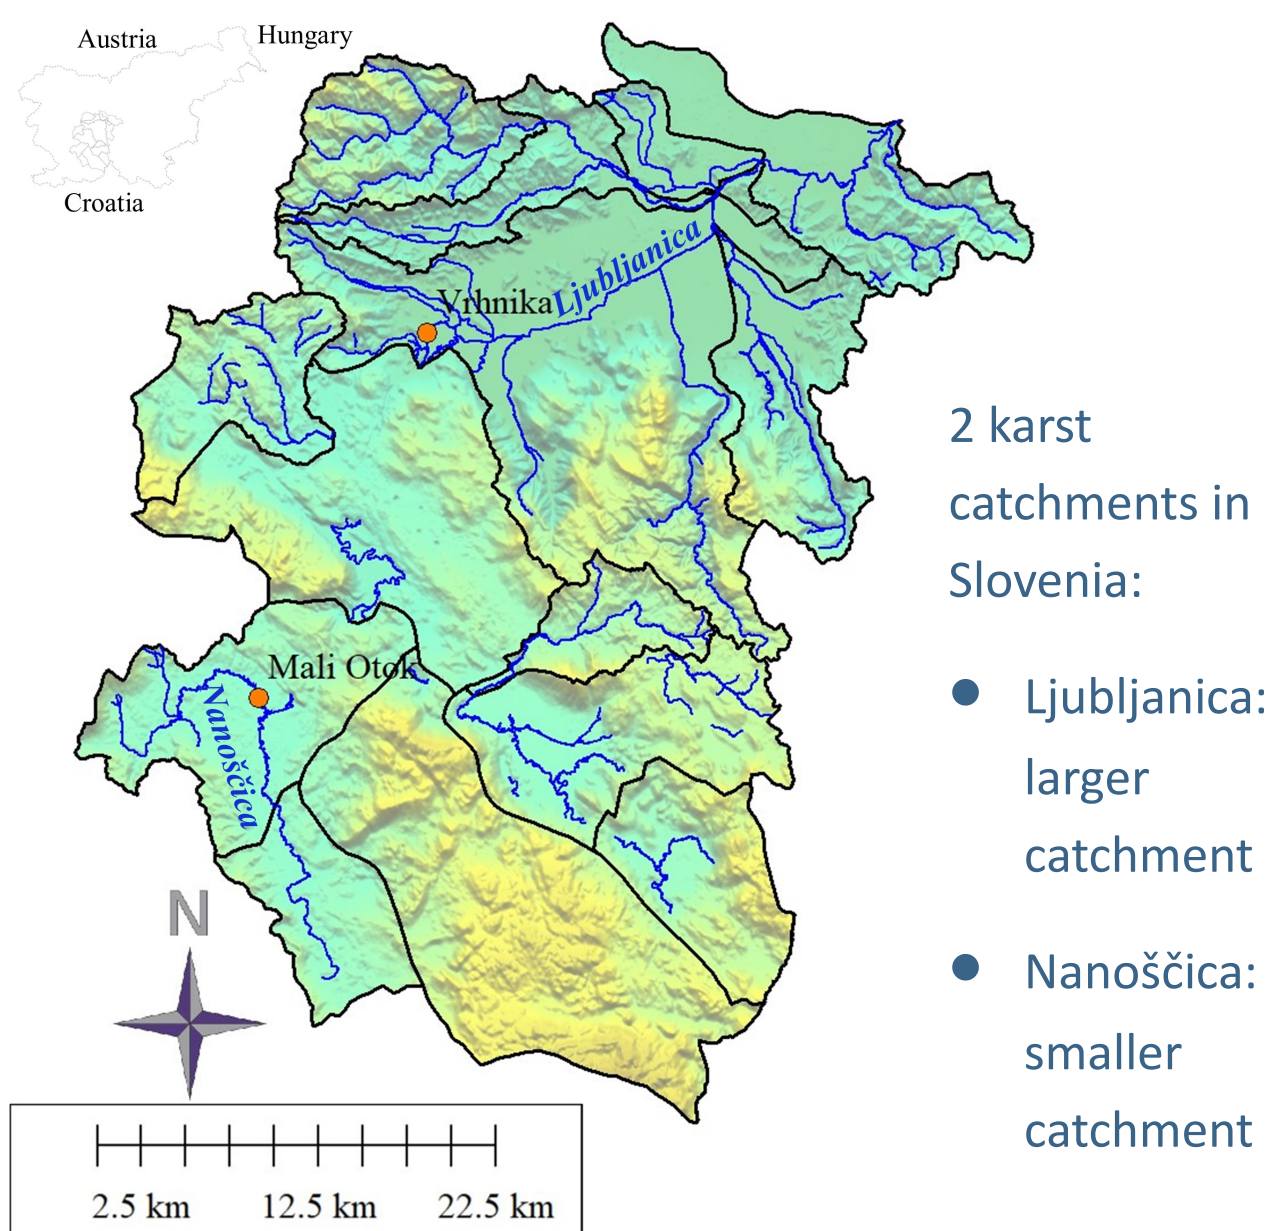 Austria
Hungary
Croatia
Ljubljanica
Vrhnika
2 karst
catchments in
Slovenia:
Mali Otok
Nanoščica
● Ljubljanica:
larger
catchment
● Nanoščica:
smaller
catchment
N
2.5 km 12.5 km 22.5 km